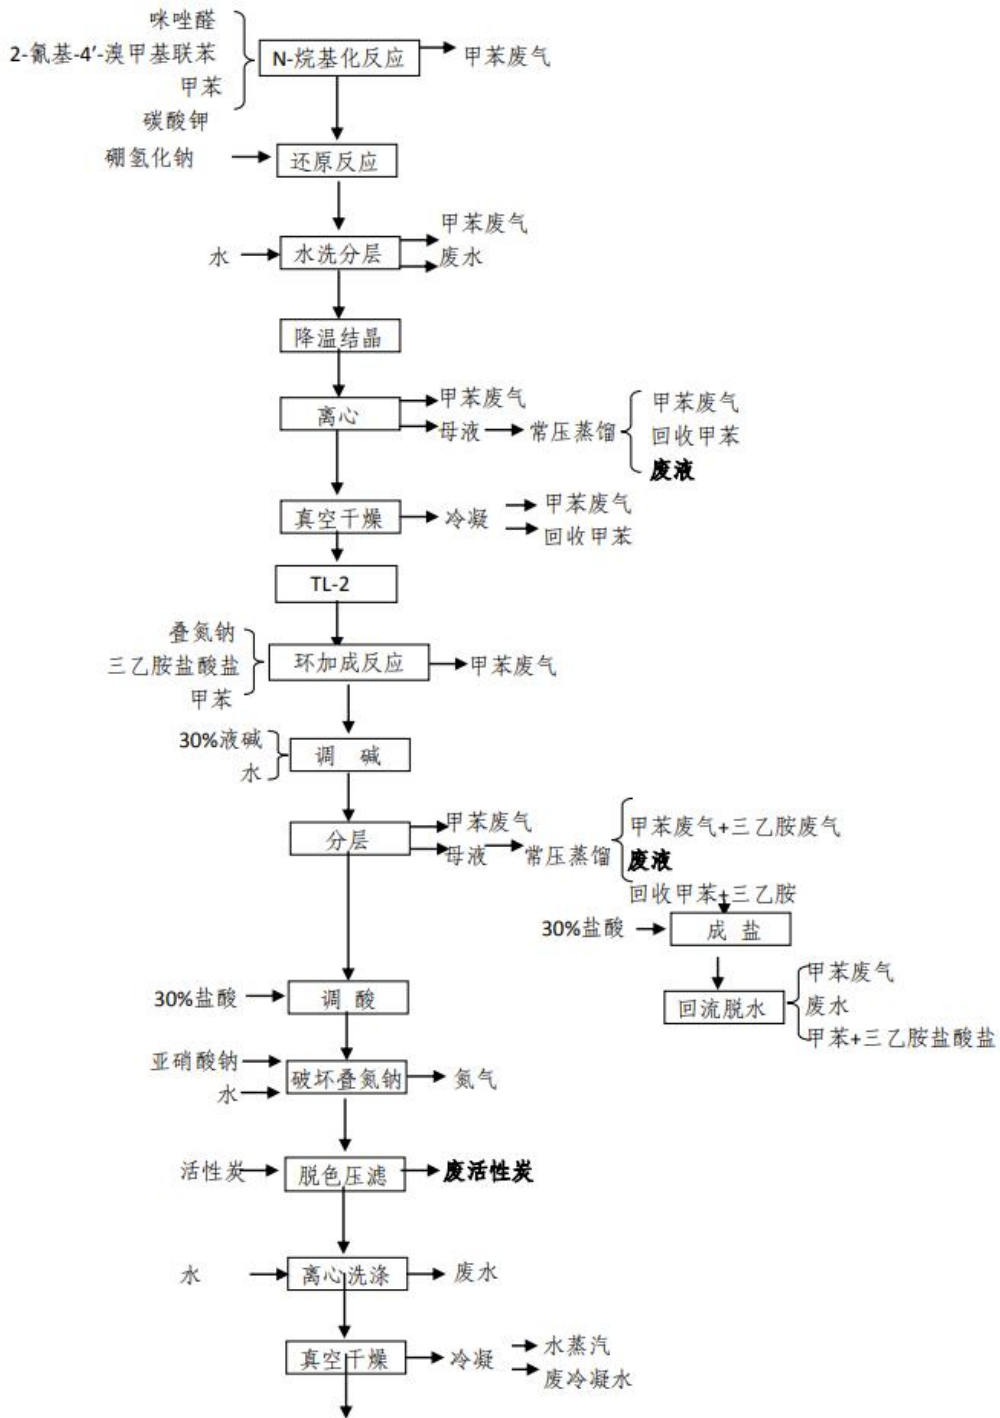 咪唑醛
2-氰基-4′-溴甲基联苯
甲苯
碳酸钾
N-烷基化反应
甲苯废气
硼氢化钠
还原反应
水
水洗分层
甲苯废气
废水
降温结晶
离心
甲苯废气
母液
常压蒸馏
甲苯废气
回收甲苯
废液
真空干燥
冷凝
甲苯废气
回收甲苯
TL-2
叠氮钠
三乙胺盐酸盐
甲苯
环加成反应
甲苯废气
30%液碱
水
调 碱
分层
甲苯废气
母液
常压蒸馏
甲苯废气+三乙胺废气
废液
回收甲苯+三乙胺
30%盐酸
成 盐
回流脱水
甲苯废气
废水
甲苯+三乙胺盐酸盐
30%盐酸
调 酸
亚硝酸钠
水
破坏叠氮钠
氮气
活性炭
脱色压滤
废活性炭
水
离心洗涤
废水
真空干燥
冷凝
水蒸汽
废冷凝水